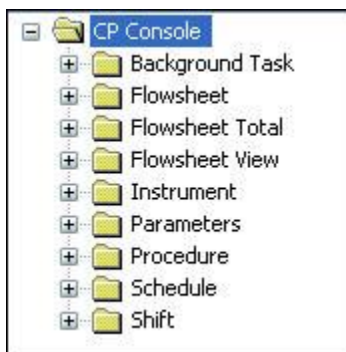 CP Console
Background Task
Flowsheet
Flowsheet Total
Flowsheet View
Instrument
Parameters
Procedure
Schedule
Shift